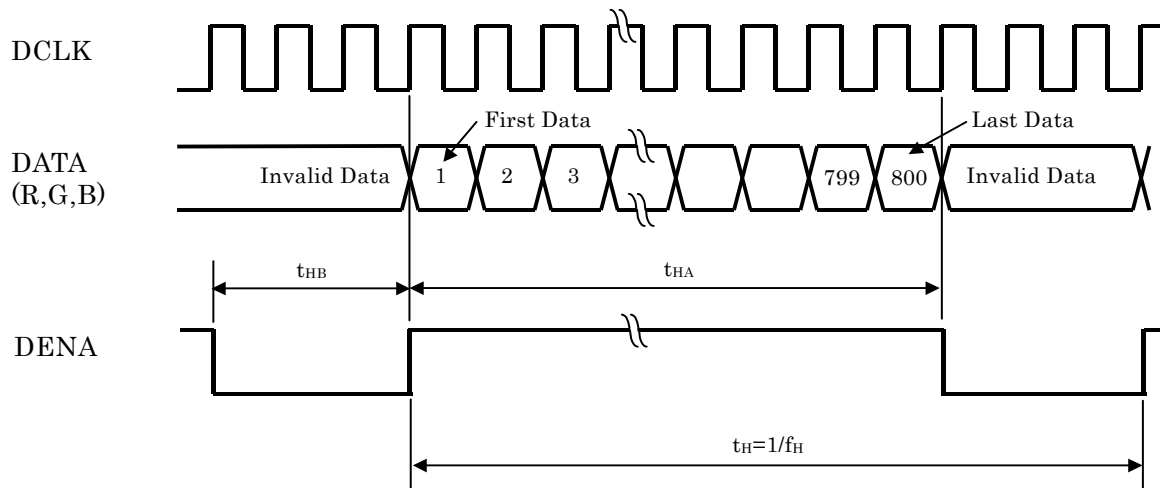 DCLK
First Data
Last Data
DATA
(R,G,B)
Invalid Data 1 2 3 799 800 Invalid Data
tHB
tHA
DENA
tH=1/fH